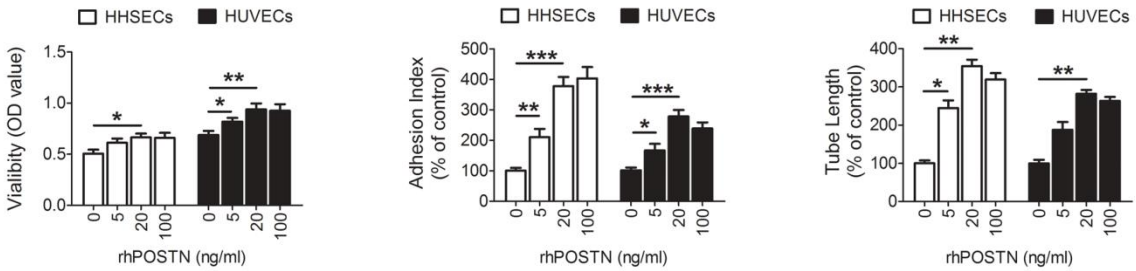 HHSECs HUVECs
Vialibity (OD value)
1.5
1.0
0.5
0.0
*
*
**
0 5 20 100 0 5 20 100
rhPOSTN (ng/ml)
HHSECs HUVECs
Adhesion Index
(% of control)
500
400
300
200
100
0
**
***
*
***
0 5 20 100 0 5 20 100
rhPOSTN (ng/ml)
HHSECs HUVECs
Tube Length
(% of control)
400
300
200
100
0
*
**
**
0 5 20 100 0 5 20 100
rhPOSTN (ng/ml)